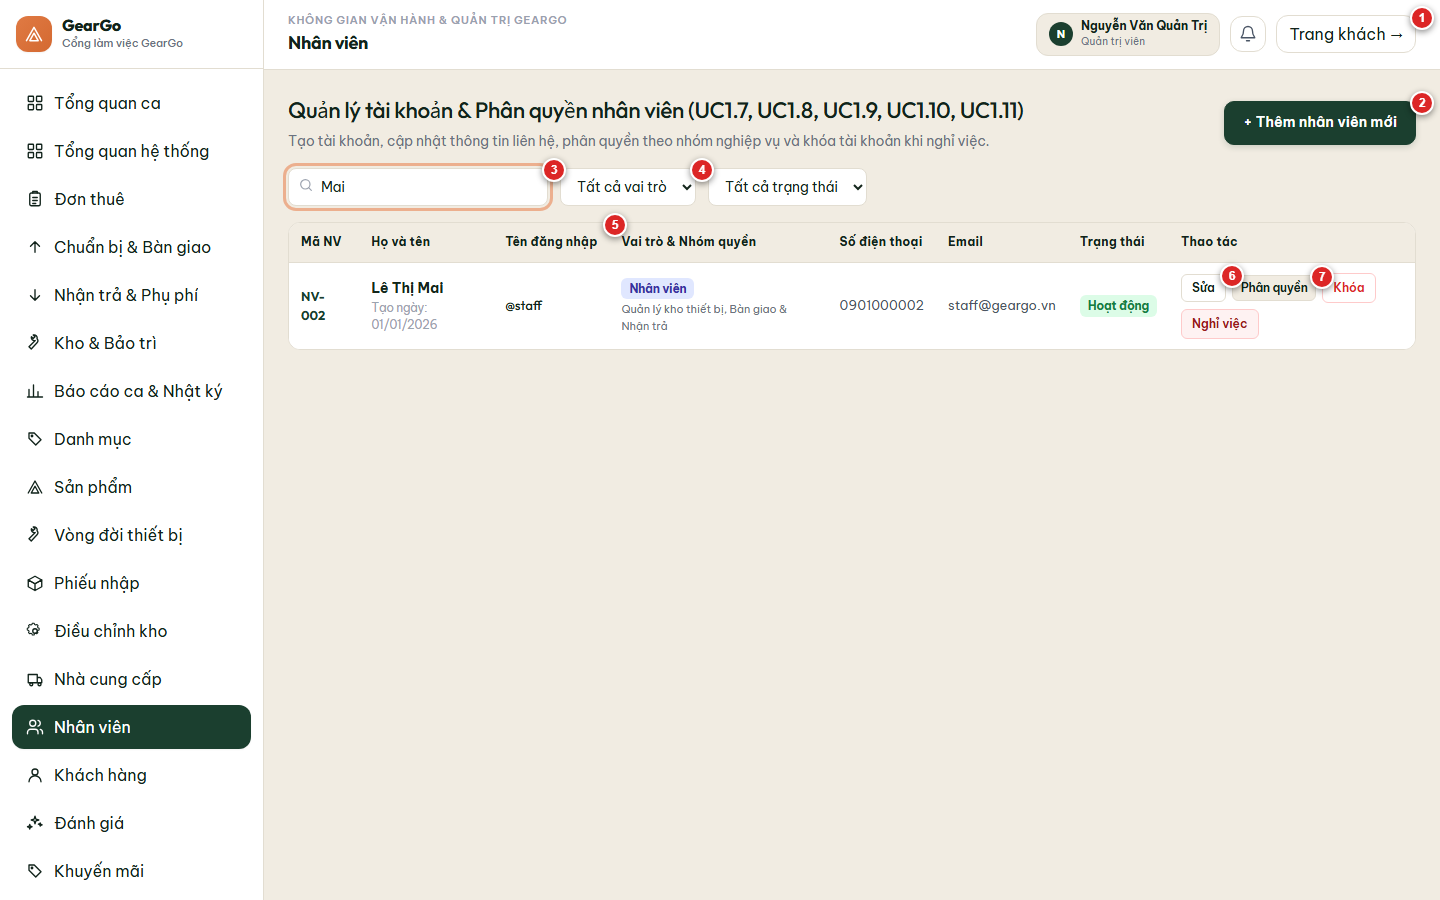 GearGo
Cổng làm việc GearGo
Tổng quan ca
Tổng quan hệ thống
Đơn thuê
Chuẩn bị & Bàn giao
Nhận trả & Phụ phí
Kho & Bảo trì
Báo cáo ca & Nhật ký
Danh mục
Sản phẩm
Vòng đời thiết bị
Phiếu nhập
Điều chỉnh kho
Nhà cung cấp
Nhân viên
Khách hàng
Đánh giá
Khuyến mãi
KHÔNG GIAN VẬN HÀNH & QUẢN TRỊ GEARGO
Nhân viên
N
Nguyễn Văn Quản Trị
Quản trị viên
Trang khách →
1
Quản lý tài khoản & Phân quyền nhân viên (UC1.7, UC1.8, UC1.9, UC1.10, UC1.11)
Tạo tài khoản, cập nhật thông tin liên hệ, phân quyền theo nhóm nghiệp vụ và khóa tài khoản khi nghỉ việc.
+ Thêm nhân viên mới
2
Mai
3
Tất cả vai trò
4
Tất cả trạng thái
5
Mã NV Họ và tên Tên đăng nhập Vai trò & Nhóm quyền Số điện thoại Email Trạng thái Thao tác
NV-
002
Lê Thị Mai
Tạo ngày:
01/01/2026
@staff
Nhân viên
Quản lý kho thiết bị, Bàn giao &
Nhận trả
0901000002
staff@geargo.vn
Hoạt động
Sửa
6
Phân quyền
7
Khóa
Nghỉ việc